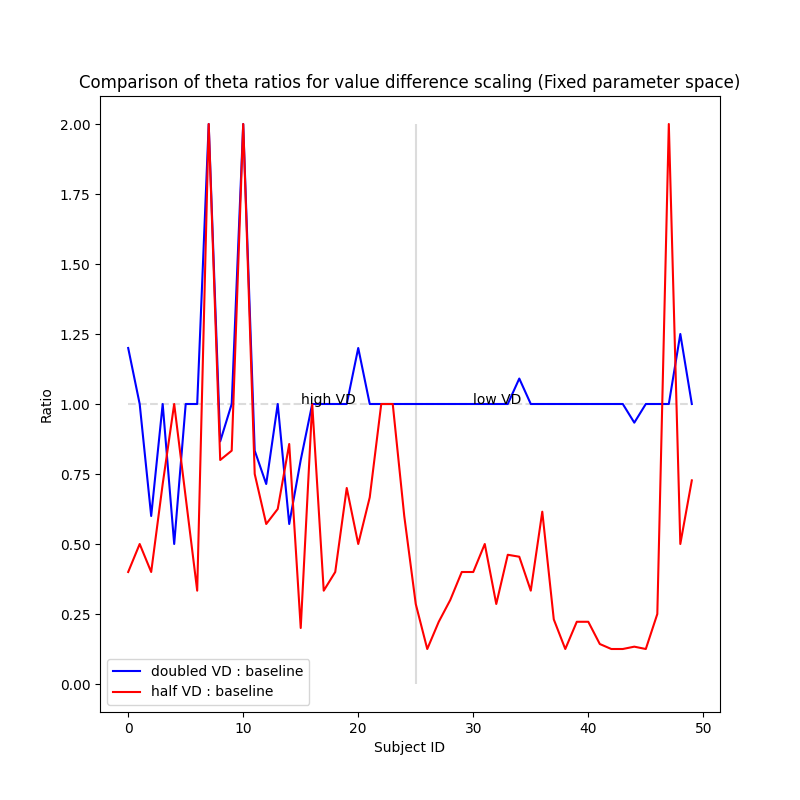 Comparison of theta ratios for value difference scaling (Fixed parameter space)
2.00
1.75
1.50
1.25
1.00
0.75
0.50
0.25
0.00
Ratio
high VD
low VD
doubled VD : baseline
half VD : baseline
0 10 20 30 40 50
Subject ID